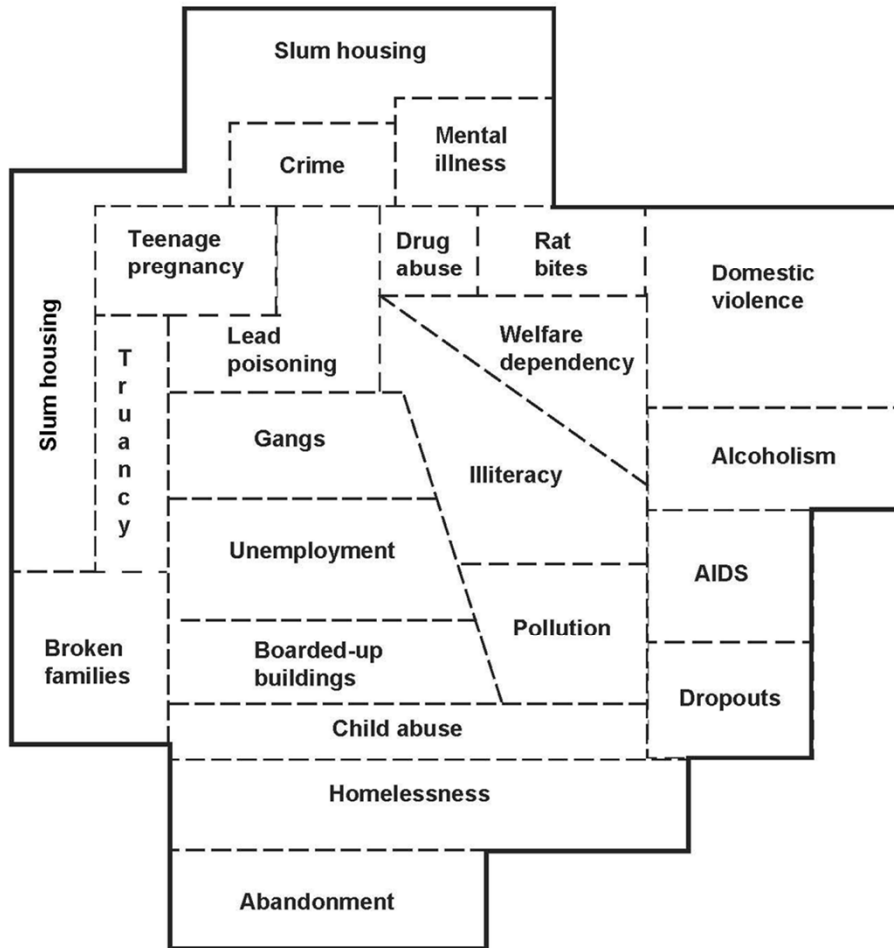 Slum housing
Mental
illness
Crime
Teenage
pregnancy
Drug
abuse
Rat
bites
Domestic
violence
Slum housing
Truancy
Lead
poisoning
Welfare
dependency
Gangs
Illiteracy
Alcoholism
Unemployment
AIDS
Pollution
Broken
families
Boarded-up
buildings
Dropouts
Child abuse
Homelessness
Abandonment